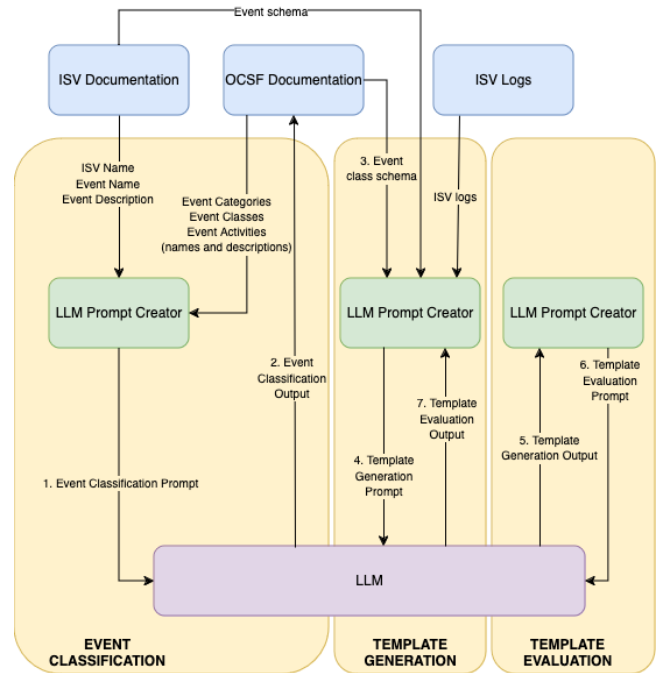 Event schema
ISV Documentation
OCSF Documentation
ISV Logs
ISV Name
Event Name
Event Description
Event Categories
Event Classes
Event Activities
(names and descriptions)
3. Event
class schema
ISV logs
LLM Prompt Creator
LLM Prompt Creator
LLM Prompt Creator
2. Event
Classification
Output
7. Template
Evaluation
Output
6. Template
Evaluation
Prompt
4. Template
Generation
Prompt
5. Template
Generation Output
1. Event Classification Prompt
LLM
EVENT
CLASSIFICATION
TEMPLATE
GENERATION
TEMPLATE
EVALUATION